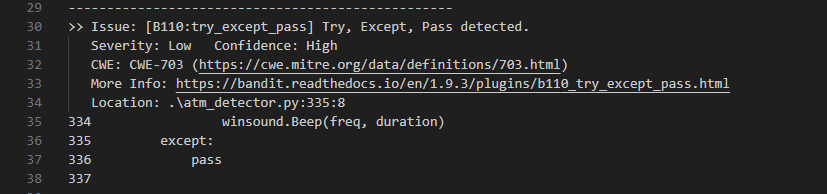 29 --------------------------------------------------
30 >> Issue: [B110:try_except_pass] Try, Except, Pass detected.
31    Severity: Low   Confidence: High
32    CWE: CWE-703 (https://cwe.mitre.org/data/definitions/703.html)
33    More Info: https://bandit.readthedocs.io/en/1.9.3/plugins/b110_try_except_pass.html
34    Location: .\atm_detector.py:335:8
35 334                 winsound.Beep(freq, duration)
36 335         except:
37 336             pass
38 337